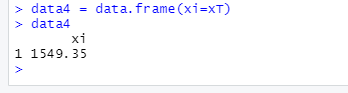 > data4 = data.frame(xi=xT)
> data4
       xi
1 1549.35
>